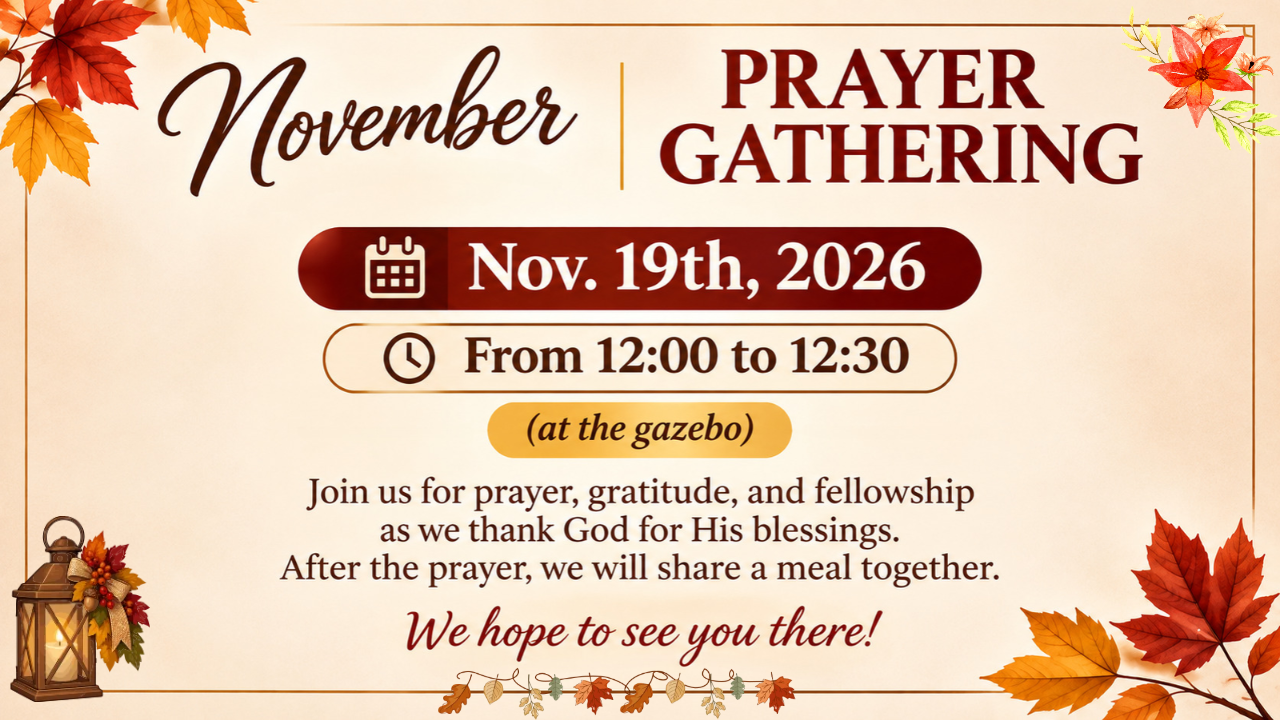 November
PRAYER
GATHERING
Nov. 19th, 2026
From 12:00 to 12:30
(at the gazebo)
Join us for prayer, gratitude, and fellowship
as we thank God for His blessings.
After the prayer, we will share a meal together.
We hope to see you there!